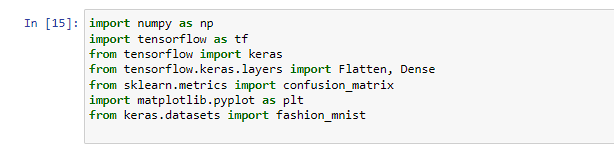 In [15]: import numpy as np
import tensorflow as tf
from tensorflow import keras
from tensorflow.keras.layers import Flatten, Dense
from sklearn.metrics import confusion_matrix
import matplotlib.pyplot as plt
from keras.datasets import fashion_mnist